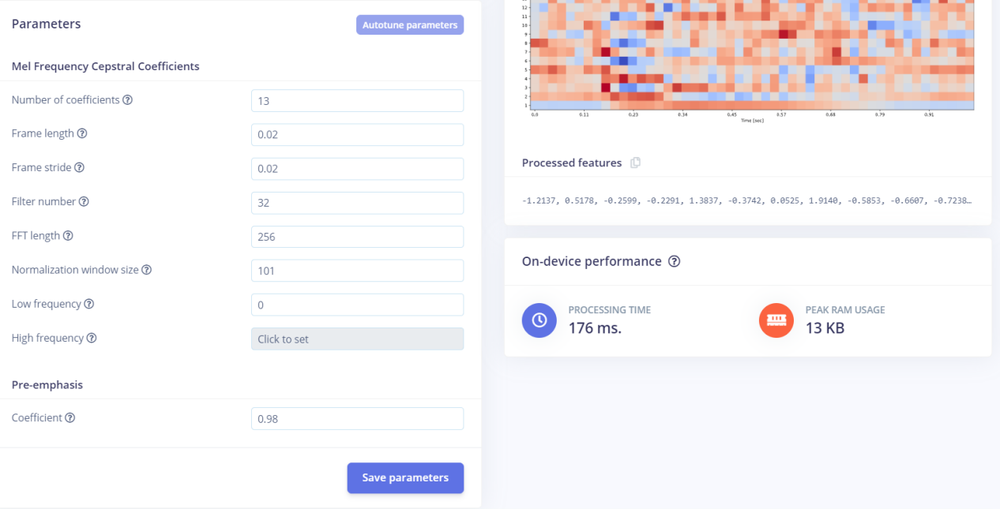 Parameters
Autotune parameters
Mel Frequency Cepstral Coefficients
Number of coefficients
13
Frame length
0.02
Frame stride
0.02
Filter number
32
FFT length
256
Normalization window size
101
Low frequency
0
High frequency
Click to set
Pre-emphasis
Coefficient
0.98
Save parameters
12
11
10
9
8
7
6
5
4
3
2
1
0.0 0.11 0.23 0.34 0.45 0.57 0.68 0.79 0.91
Time [sec]
Processed features
-1.2137, 0.5178, -0.2599, -0.2291, 1.3837, -0.3742, 0.0525, 1.9140, -0.5853, -0.6607, -0.7238…
On-device performance
PROCESSING TIME
176 ms.
PEAK RAM USAGE
13 KB